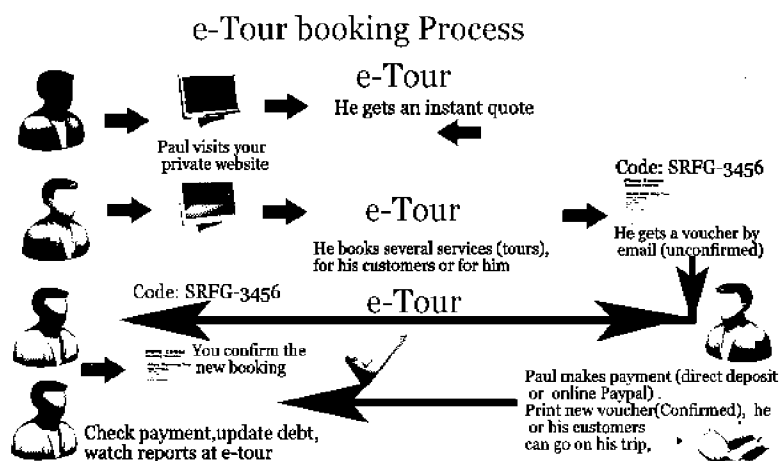 e-Tour booking Process
e-Tour
He gets an instant quote
Paul visits your
private website
Code: SRFG-3456
e-Tour
He gets a voucher by
email (unconfirmed)
He books several services (tours),
for his customers or for him
Code: SRFG-3456
e-Tour
You confirm the
new booking
Paul makes payment (direct deposit
or online Paypal) .
Print new voucher(Confirmed), he
or his customers
can go on his trip,
Check payment,update debt,
watch reports at e-tour